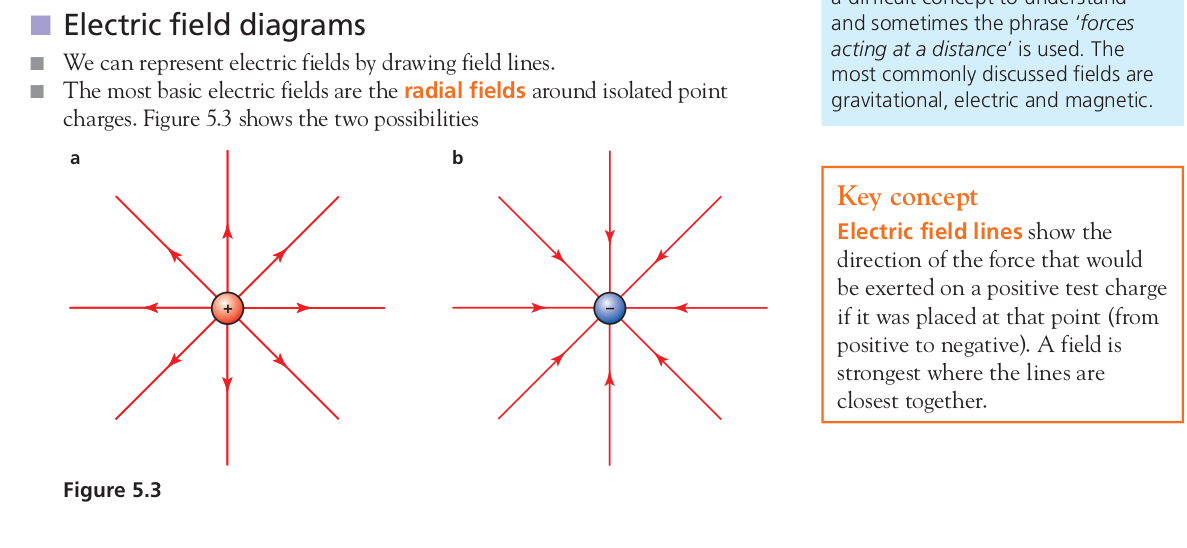 Electric field diagrams
We can represent electric fields by drawing field lines.
The most basic electric fields are the radial fields around isolated point
charges. Figure 5.3 shows the two possibilities
a
b
+
–
Figure 5.3
a difficult concept to understand
and sometimes the phrase ‘forces
acting at a distance’ is used. The
most commonly discussed fields are
gravitational, electric and magnetic.
Key concept
Electric field lines show the
direction of the force that would
be exerted on a positive test charge
if it was placed at that point (from
positive to negative). A field is
strongest where the lines are
closest together.